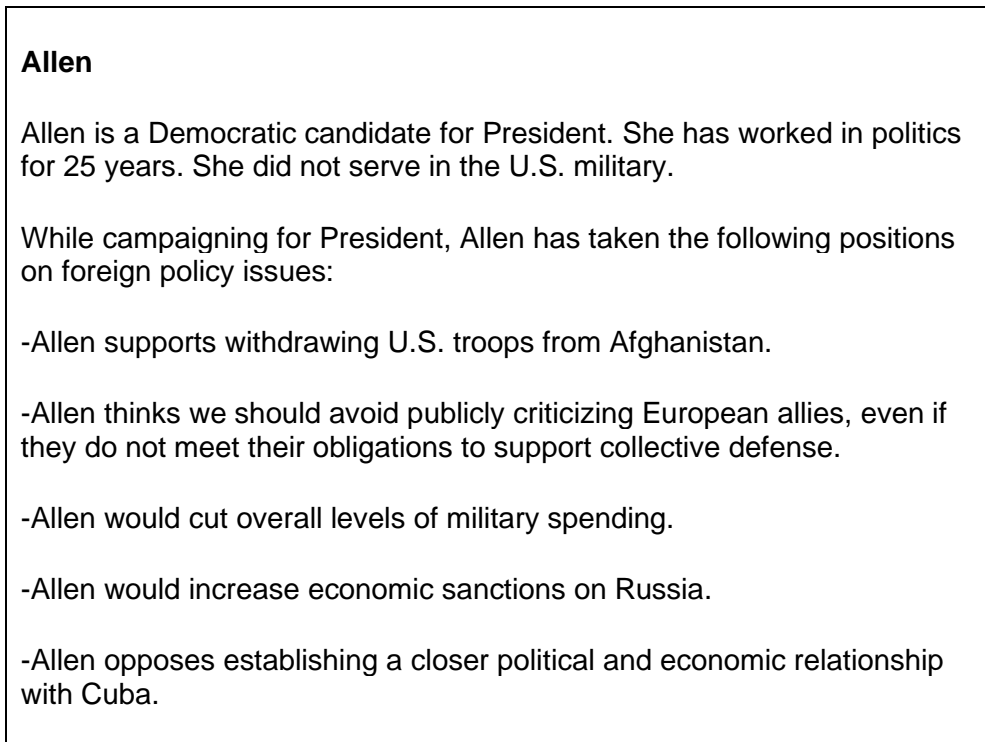 Allen
Allen is a Democratic candidate for President. She has worked in politics
for 25 years. She did not serve in the U.S. military.
While campaigning for President, Allen has taken the following positions
on foreign policy issues:
-Allen supports withdrawing U.S. troops from Afghanistan.
-Allen thinks we should avoid publicly criticizing European allies, even if
they do not meet their obligations to support collective defense.
-Allen would cut overall levels of military spending.
-Allen would increase economic sanctions on Russia.
-Allen opposes establishing a closer political and economic relationship
with Cuba.